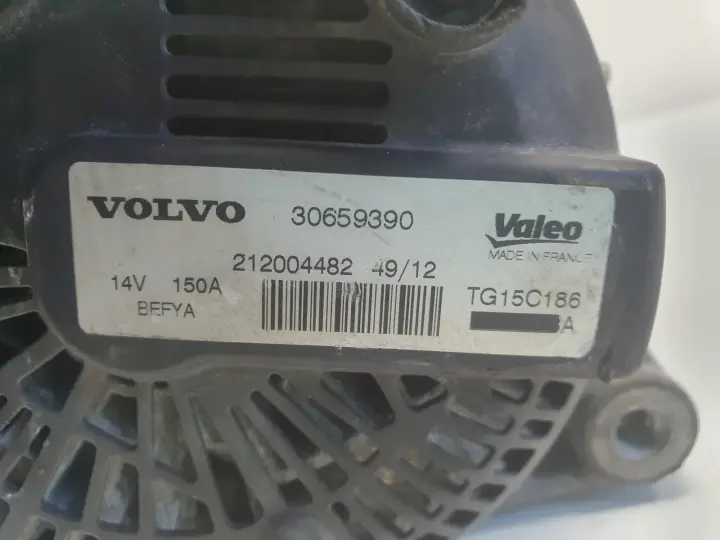 VOLVO 30659390 Valeo
MADE IN FRANCE
212004482 49/12
14V 150A TG15C186
BEFYA A